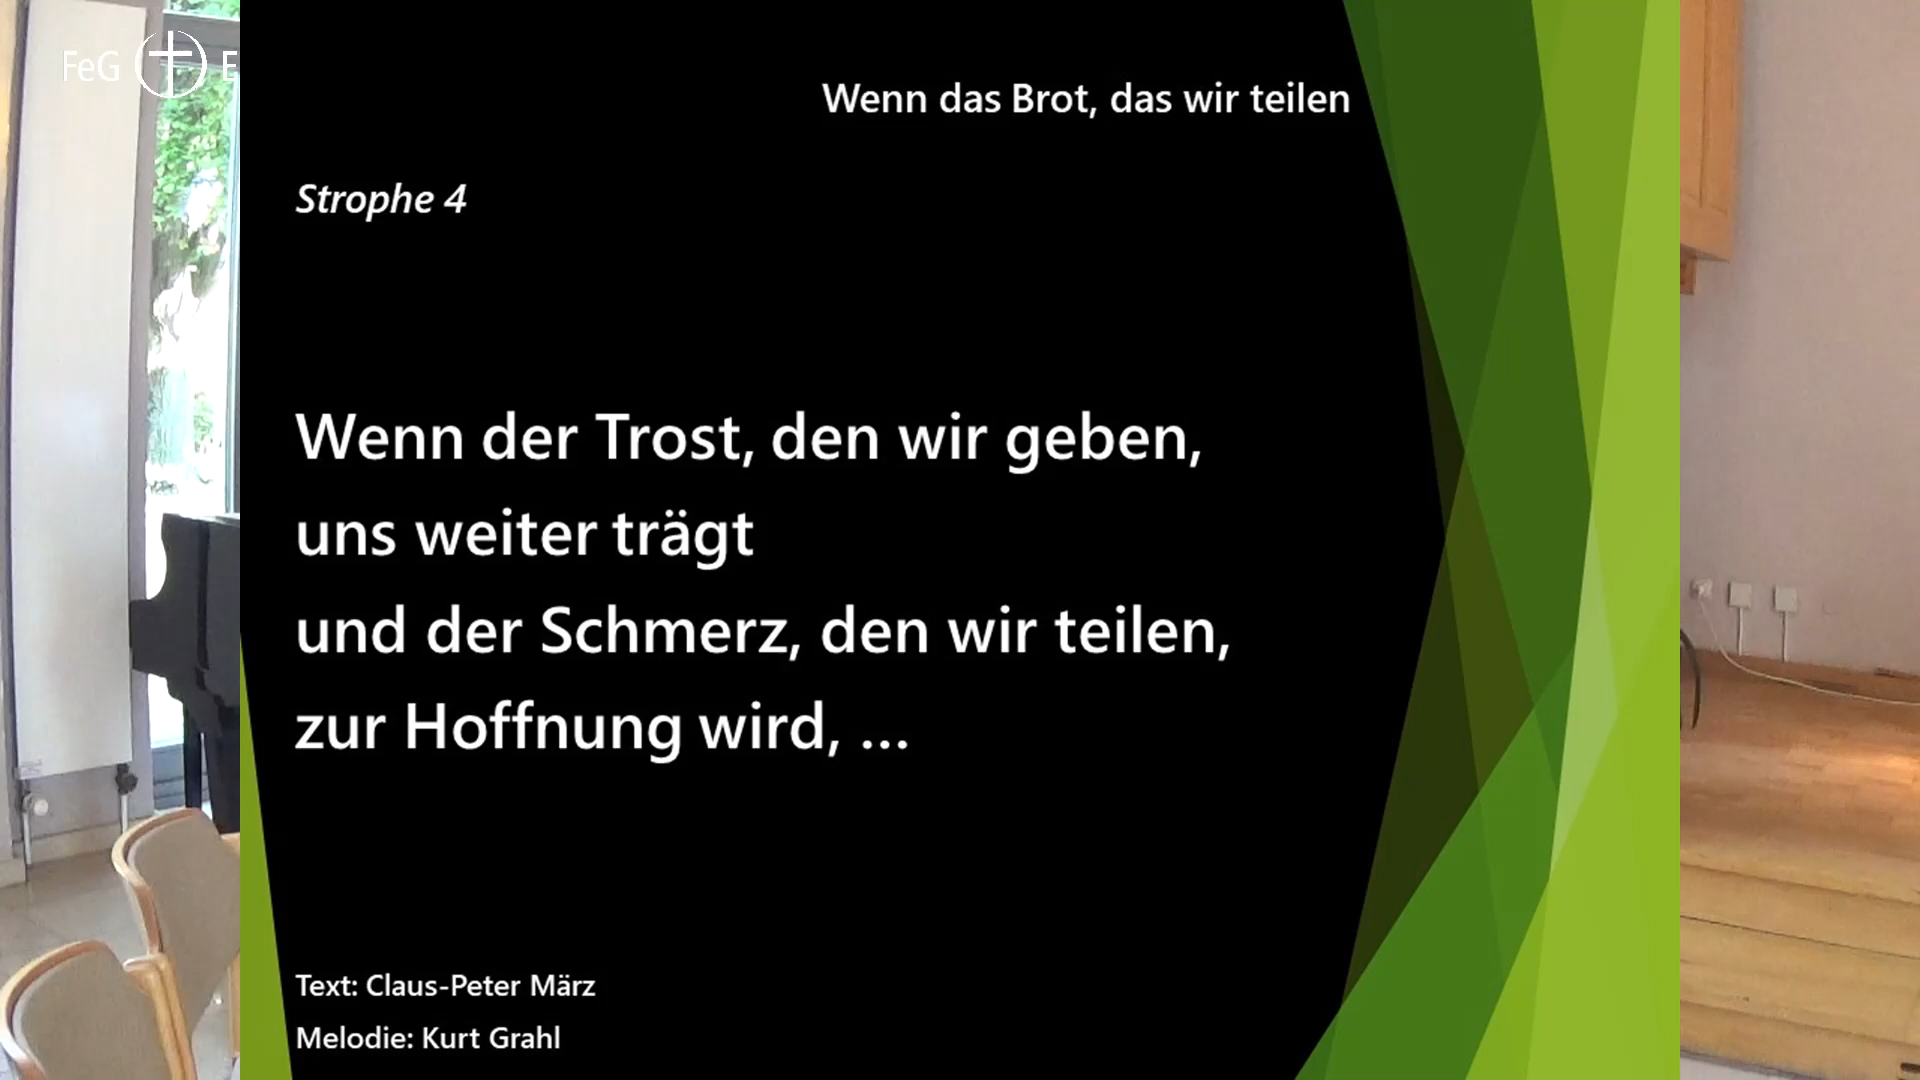 FeG E
Wenn das Brot, das wir teilen
Strophe 4
Wenn der Trost, den wir geben,
uns weiter trägt
und der Schmerz, den wir teilen,
zur Hoffnung wird, ...
Text: Claus-Peter März
Melodie: Kurt Grahl